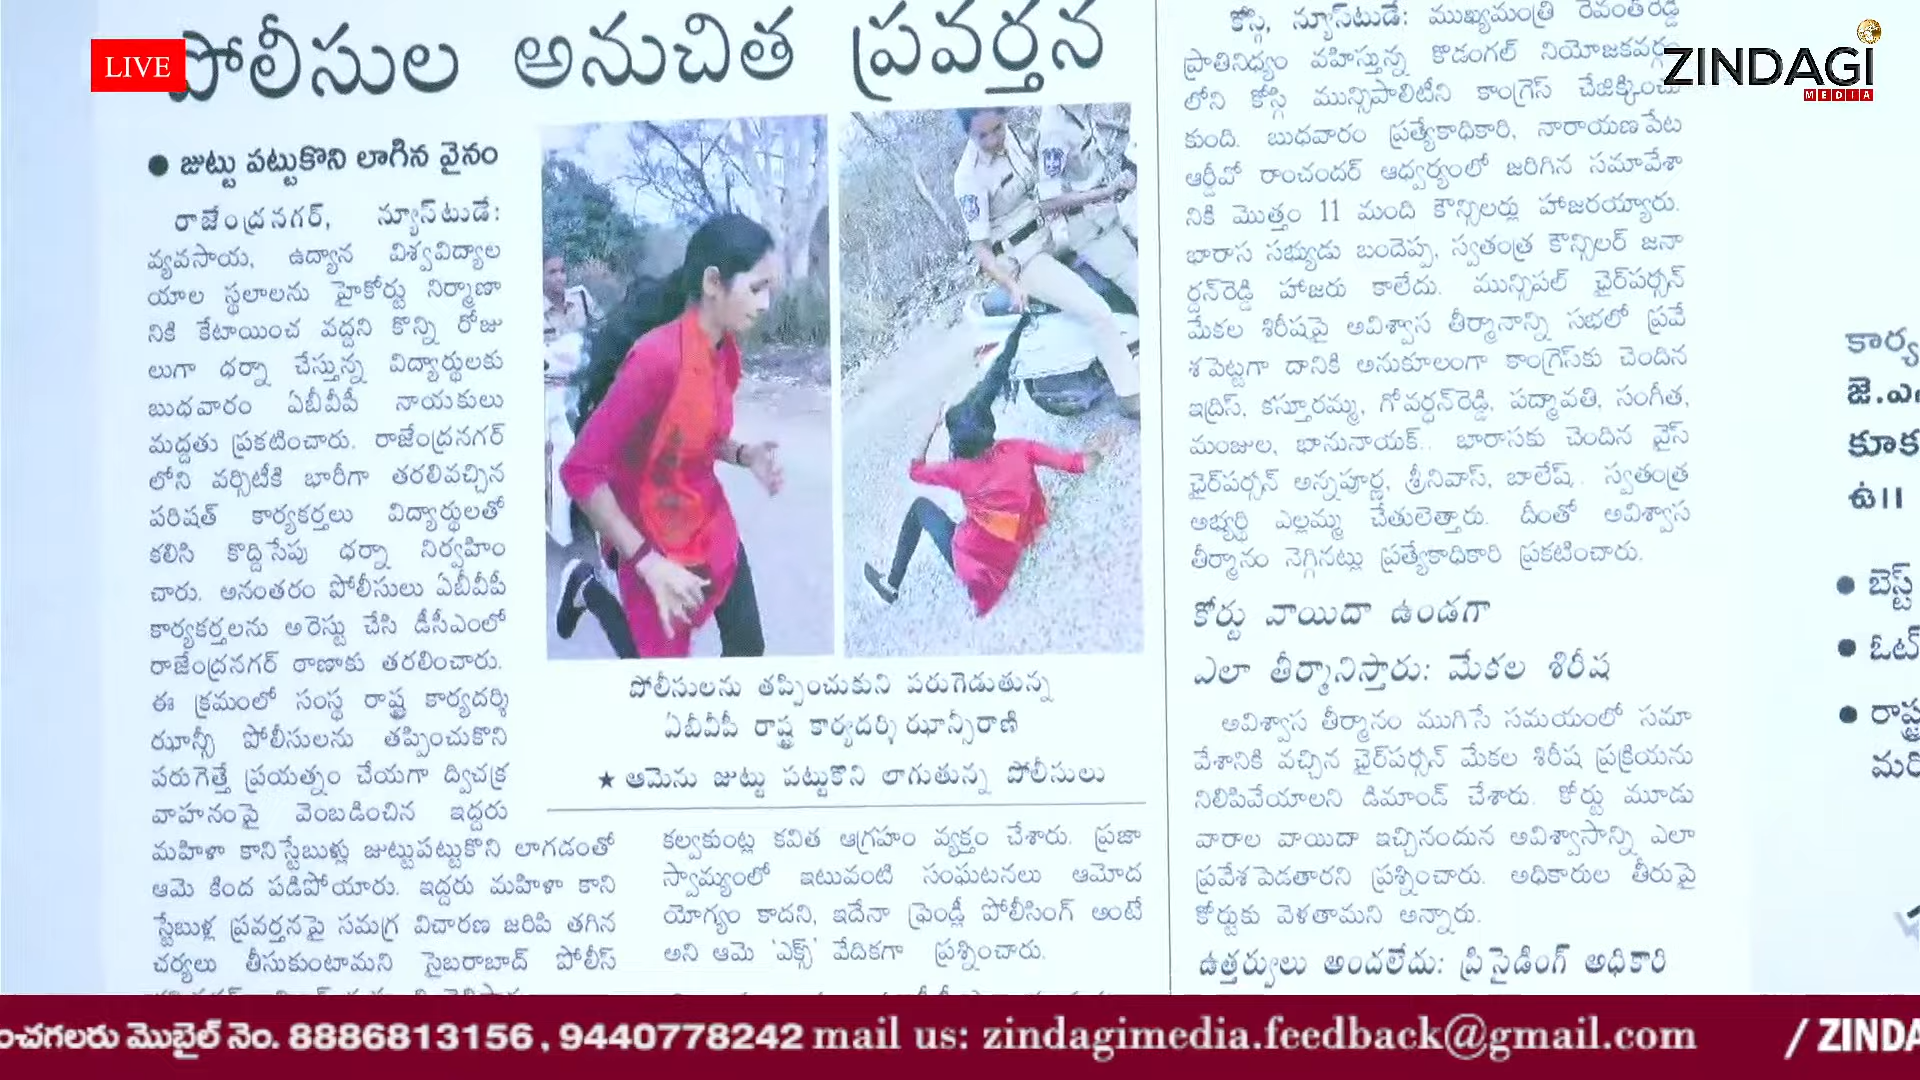 LIVE
ZINDAGI
MEDIA
పోలీసుల అనుచిత ప్రవర్తన
● జుట్టు పట్టుకొని లాగిన వైనం
రాజేంద్రనగర్, న్యూస్‌టుడే:
వ్యవసాయ, ఉద్యాన విశ్వవిద్యాల
యాల స్థలాలను హైకోర్టు నిర్మాణా
నికి కేటాయించ వద్దని కొన్ని రోజు
లుగా ధర్నా చేస్తున్న విద్యార్థులకు
బుధవారం ఏబీవీపీ నాయకులు
మద్దతు ప్రకటించారు. రాజేంద్రనగర్
లోని వర్సిటీకి భారీగా తరలివచ్చిన
పరిషత్ కార్యకర్తలు విద్యార్థులతో
కలిసి కొద్దిసేపు ధర్నా నిర్వహిం
చారు. అనంతరం పోలీసులు ఏబీవీపీ
కార్యకర్తలను అరెస్టు చేసి డీసీఎంలో
రాజేంద్రనగర్ ఠాణాకు తరలించారు.
ఈ క్రమంలో సంస్థ రాష్ట్ర కార్యదర్శి
ఝాన్సీ పోలీసులను తప్పించుకొని
పరుగెత్తే ప్రయత్నం చేయగా ద్విచక్ర
వాహనంపై వెంబడించిన ఇద్దరు
మహిళా కానిస్టేబుళ్లు జుట్టుపట్టుకొని లాగడంతో
ఆమె కింద పడిపోయారు. ఇద్దరు మహిళా కాని
స్టేబుళ్ల ప్రవర్తనపై సమగ్ర విచారణ జరిపి తగిన
చర్యలు తీసుకుంటామని సైబరాబాద్ పోలీస్
పోలీసులను తప్పించుకుని పరుగెడుతున్న
ఏబీవీపీ రాష్ట్ర కార్యదర్శి ఝాన్సీరాణి
★ ఆమెను జుట్టు పట్టుకొని లాగుతున్న పోలీసులు
కల్వకుంట్ల కవిత ఆగ్రహం వ్యక్తం చేశారు. ప్రజా
స్వామ్యంలో ఇటువంటి సంఘటనలు ఆమోద
యోగ్యం కాదని, ఇదేనా ఫ్రెండ్లీ పోలీసింగ్ అంటే
అని ఆమె 'ఎక్స్' వేదికగా ప్రశ్నించారు.
కోస్గి, న్యూస్‌టుడే: ముఖ్యమంత్రి రేవంత్‌రెడ్డి
ప్రాతినిధ్యం వహిస్తున్న కొడంగల్ నియోజకవర్గం
లోని కోస్గి మున్సిపాలిటీని కాంగ్రెస్ చేజిక్కించు
కుంది. బుధవారం ప్రత్యేకాధికారి, నారాయణపేట
ఆర్డీవో రాంచందర్ ఆధ్వర్యంలో జరిగిన సమావేశా
నికి మొత్తం 11 మంది కౌన్సిలర్లు హాజరయ్యారు.
భారాస సభ్యుడు బందెప్ప, స్వతంత్ర కౌన్సిలర్ జనా
ర్దన్‌రెడ్డి హాజరు కాలేదు. మున్సిపల్ ఛైర్‌పర్సన్
మేకల శిరీషపై అవిశ్వాస తీర్మానాన్ని సభలో ప్రవే
శపెట్టగా దానికి అనుకూలంగా కాంగ్రెస్‌కు చెందిన
ఇద్రిస్, కస్తూరమ్మ, గోవర్ధన్‌రెడ్డి, పద్మావతి, సంగీత,
మంజుల, భానునాయక్.. భారాసకు చెందిన వైస్
ఛైర్‌పర్సన్ అన్నపూర్ణ, శ్రీనివాస్, బాలేష్.. స్వతంత్ర
అభ్యర్థి ఎల్లమ్మ చేతులెత్తారు. దీంతో అవిశ్వాస
తీర్మానం నెగ్గినట్లు ప్రత్యేకాధికారి ప్రకటించారు.
కోర్టు వాయిదా ఉండగా
ఎలా తీర్మానిస్తారు: మేకల శిరీష
అవిశ్వాస తీర్మానం ముగిసే సమయంలో సమా
వేశానికి వచ్చిన ఛైర్‌పర్సన్ మేకల శిరీష ప్రక్రియను
నిలిపివేయాలని డిమాండ్ చేశారు. కోర్టు మూడు
వారాల వాయిదా ఇచ్చినందున అవిశ్వాసాన్ని ఎలా
ప్రవేశపెడతారని ప్రశ్నించారు. అధికారుల తీరుపై
కోర్టుకు వెళతామని అన్నారు.
ఉత్తర్వులు అందలేదు: ప్రిసైడింగ్ అధికారి
కార్య
జె.ఎ
కూక
ఉ॥
● బెస్ట్
● ఓట్
● రాష్ట్ర
మరి
ంచగలరు మొబైల్ నెం. 8886813156 , 9440778242 mail us: zindagimedia.feedback@gmail.com / ZINDA